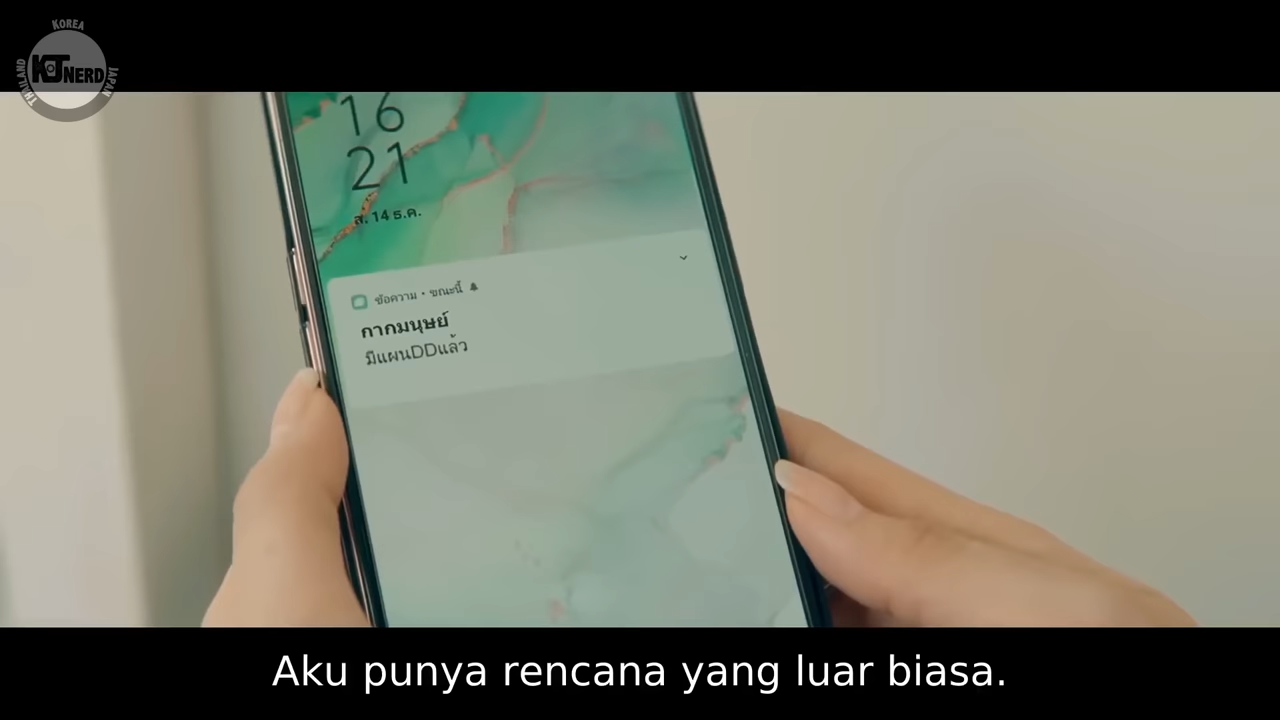 KOREA
THAILAND
KJTNERD
JAPAN
16
21
ส. 14 ธ.ค.
ข้อความ • ขณะนี้
กากมนุษย์
มีแผนDDแล้ว
Aku punya rencana yang luar biasa.